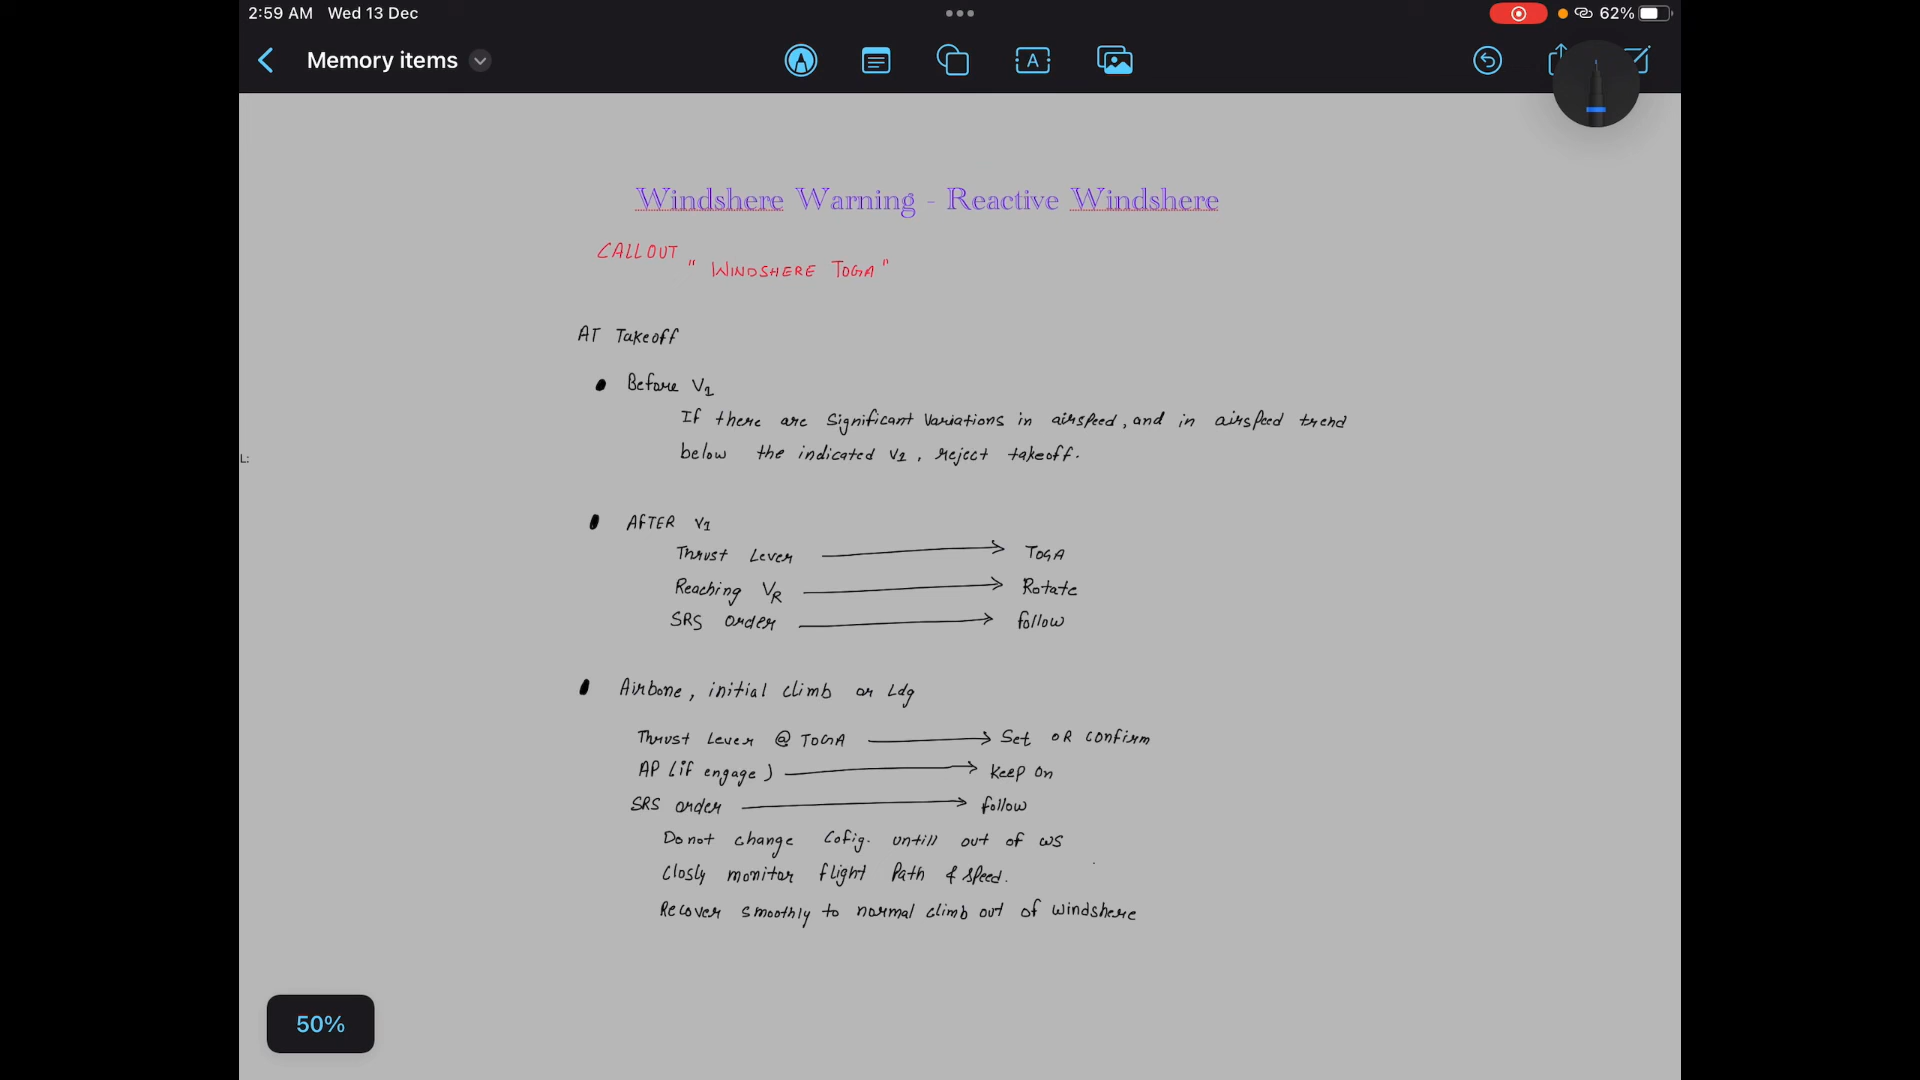 2:59 AM Wed 13 Dec
62%
Memory items
A
Windshere Warning - Reactive Windshere
CALLOUT
" WINDSHERE TOGA "
AT Takeoff
Before V1
If there are significant variations in airspeed, and in airspeed trend
L:
below the indicated V1, reject takeoff.
AFTER V1
Thrust Lever TOGA
Reaching VR Rotate
SRS order follow
Airbone, initial climb or Ldg
Thrust Lever @ TOGA Set OR confirm
AP (if engage) Keep On
SRS order follow
Do not change Cofig. untill out of WS
Closly monitor flight Path & Speed.
Recover smoothly to normal climb out of windshere
50%